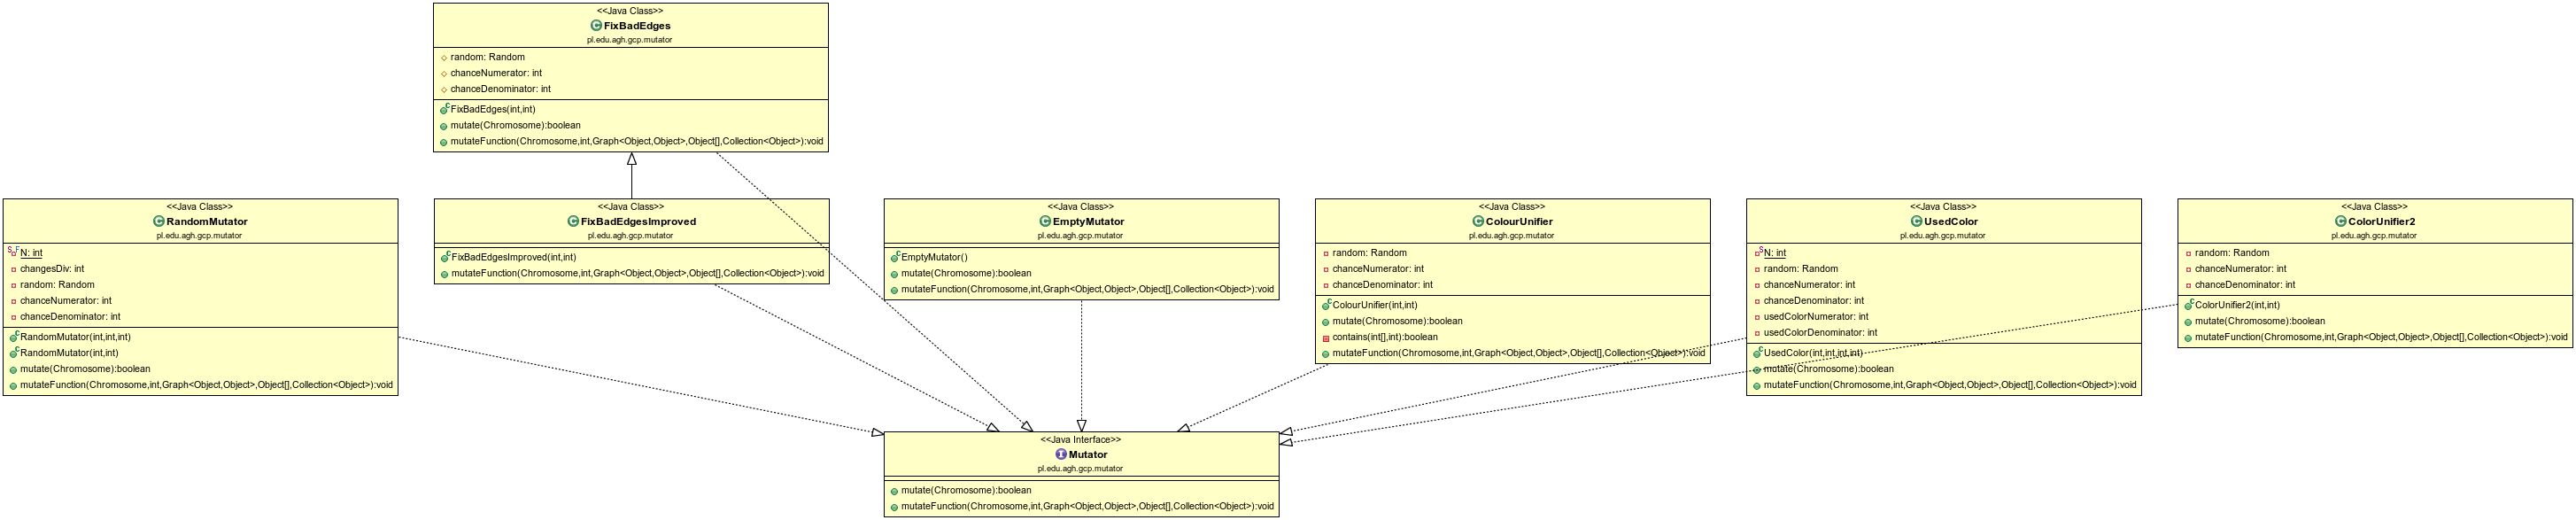 <<Java Class>>
FixBadEdges
pl.edu.agh.gcp.mutator
random: Random
chanceNumerator: int
chanceDenominator: int
FixBadEdges(int,int)
mutate(Chromosome):boolean
mutateFunction(Chromosome,int,Graph<Object,Object>,Object[],Collection<Object>):void
<<Java Class>>
RandomMutator
pl.edu.agh.gcp.mutator
N: int
changesDiv: int
random: Random
chanceNumerator: int
chanceDenominator: int
RandomMutator(int,int,int)
RandomMutator(int,int)
mutate(Chromosome):boolean
mutateFunction(Chromosome,int,Graph<Object,Object>,Object[],Collection<Object>):void
<<Java Class>>
FixBadEdgesImproved
pl.edu.agh.gcp.mutator
FixBadEdgesImproved(int,int)
mutateFunction(Chromosome,int,Graph<Object,Object>,Object[],Collection<Object>):void
<<Java Class>>
EmptyMutator
pl.edu.agh.gcp.mutator
EmptyMutator()
mutate(Chromosome):boolean
mutateFunction(Chromosome,int,Graph<Object,Object>,Object[],Collection<Object>):void
<<Java Class>>
ColourUnifier
pl.edu.agh.gcp.mutator
random: Random
chanceNumerator: int
chanceDenominator: int
ColourUnifier(int,int)
mutate(Chromosome):boolean
contains(int[],int):boolean
mutateFunction(Chromosome,int,Graph<Object,Object>,Object[],Collection<Object>):void
<<Java Class>>
UsedColor
pl.edu.agh.gcp.mutator
N: int
random: Random
chanceNumerator: int
chanceDenominator: int
usedColorNumerator: int
usedColorDenominator: int
UsedColor(int,int,int,int)
mutate(Chromosome):boolean
mutateFunction(Chromosome,int,Graph<Object,Object>,Object[],Collection<Object>):void
<<Java Class>>
ColorUnifier2
pl.edu.agh.gcp.mutator
random: Random
chanceNumerator: int
chanceDenominator: int
ColorUnifier2(int,int)
mutate(Chromosome):boolean
mutateFunction(Chromosome,int,Graph<Object,Object>,Object[],Collection<Object>):void
<<Java Interface>>
Mutator
pl.edu.agh.gcp.mutator
mutate(Chromosome):boolean
mutateFunction(Chromosome,int,Graph<Object,Object>,Object[],Collection<Object>):void